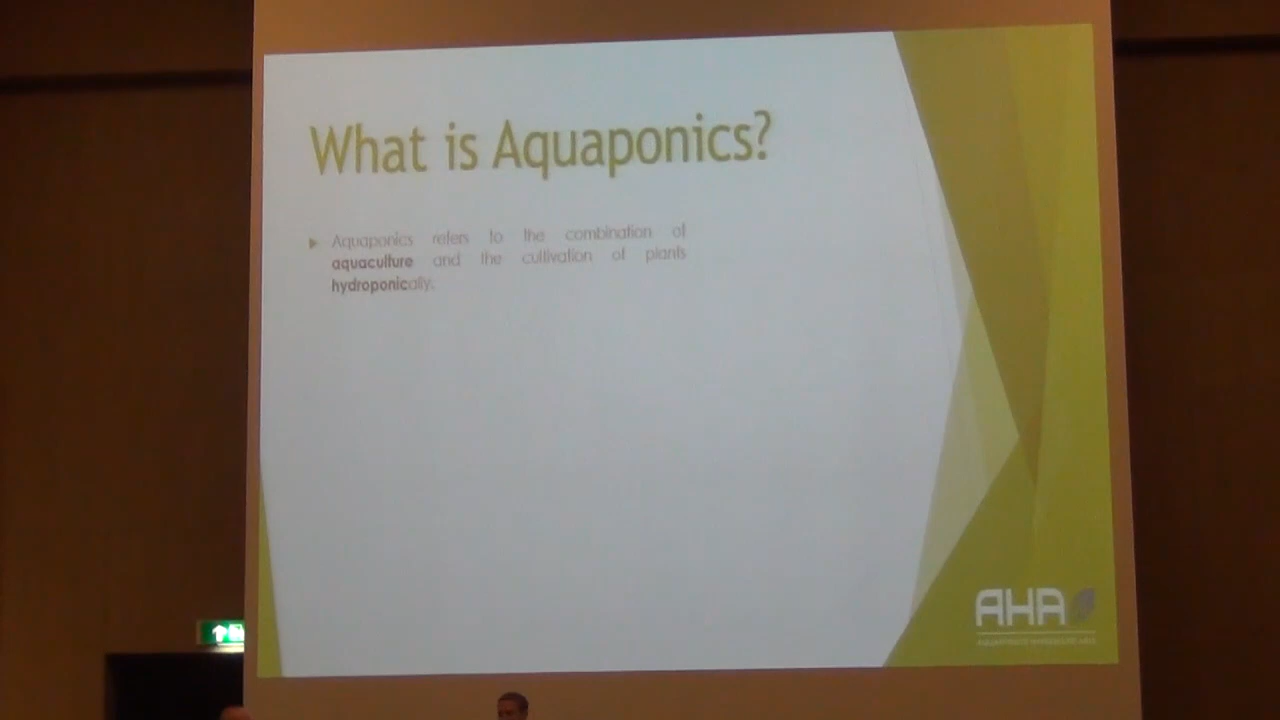 What is Aquaponics?
Aquaponics refers to the combination of
aquaculture and the cultivation of plants
hydroponically.
AHA